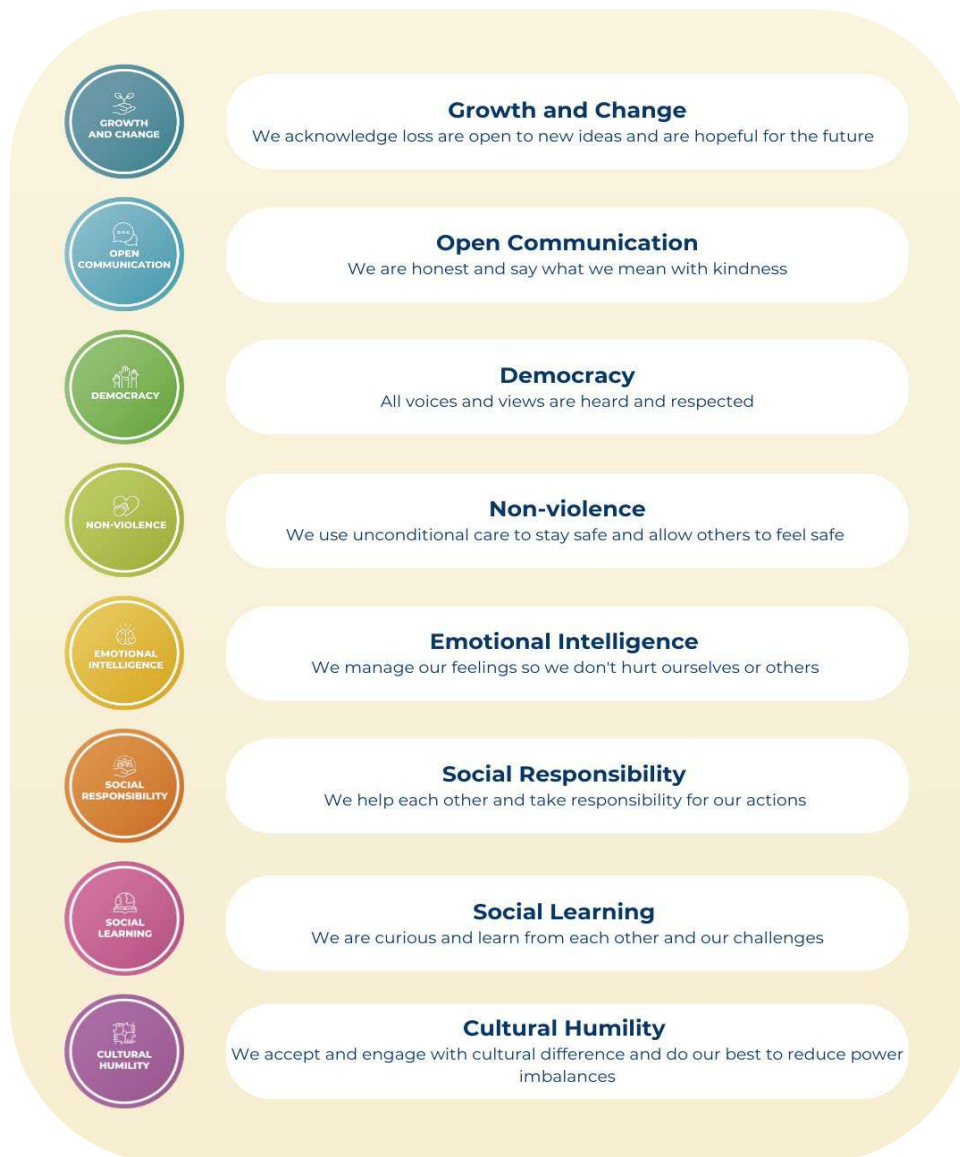 GROWTH
AND CHANGE
Growth and Change
We acknowledge loss are open to new ideas and are hopeful for the future
OPEN
COMMUNICATION
Open Communication
We are honest and say what we mean with kindness
DEMOCRACY
Democracy
All voices and views are heard and respected
NON-VIOLENCE
Non-violence
We use unconditional care to stay safe and allow others to feel safe
EMOTIONAL
INTELLIGENCE
Emotional Intelligence
We manage our feelings so we don't hurt ourselves or others
SOCIAL
RESPONSIBILITY
Social Responsibility
We help each other and take responsibility for our actions
SOCIAL
LEARNING
Social Learning
We are curious and learn from each other and our challenges
CULTURAL
HUMILITY
Cultural Humility
We accept and engage with cultural difference and do our best to reduce power
imbalances